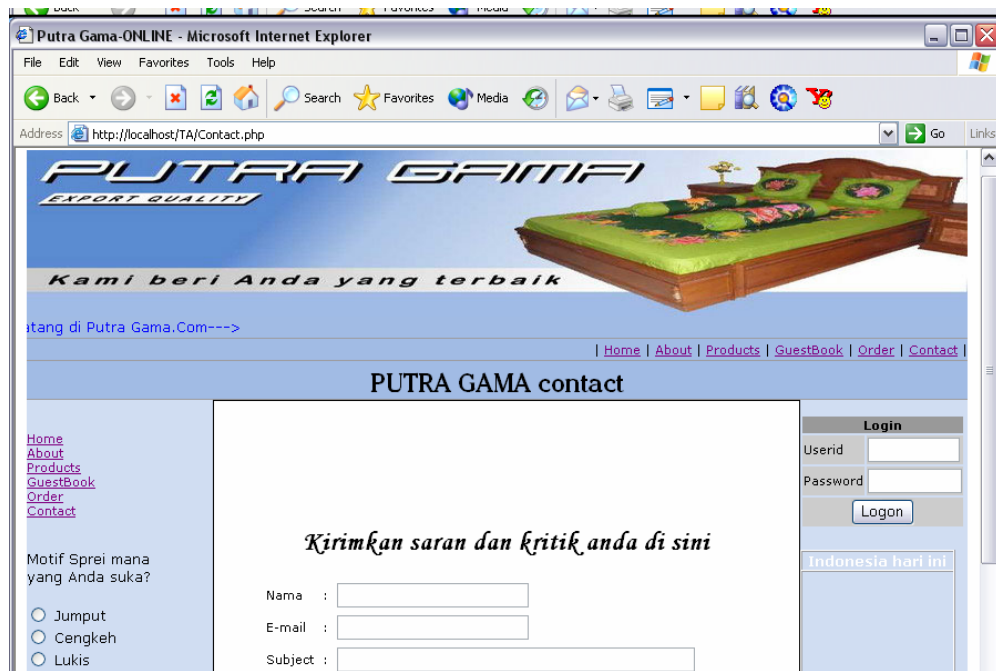 Back Search Favorites Media
Putra Gama-ONLINE - Microsoft Internet Explorer
File Edit View Favorites Tools Help
Back Search Favorites Media
Address http://localhost/TA/Contact.php Go Links
PUTRA GAMA
EXPORT QUALITY
Kami beri Anda yang terbaik
atang di Putra Gama.Com--->
| Home | About | Products | GuestBook | Order | Contact |
PUTRA GAMA contact
Home
About
Products
GuestBook
Order
Contact
Motif Sprei mana
yang Anda suka?
Jumput
Cengkeh
Lukis
Kirimkan saran dan kritik anda di sini
Nama :
E-mail :
Subject :
Login
Userid
Password
Logon
Indonesia hari ini